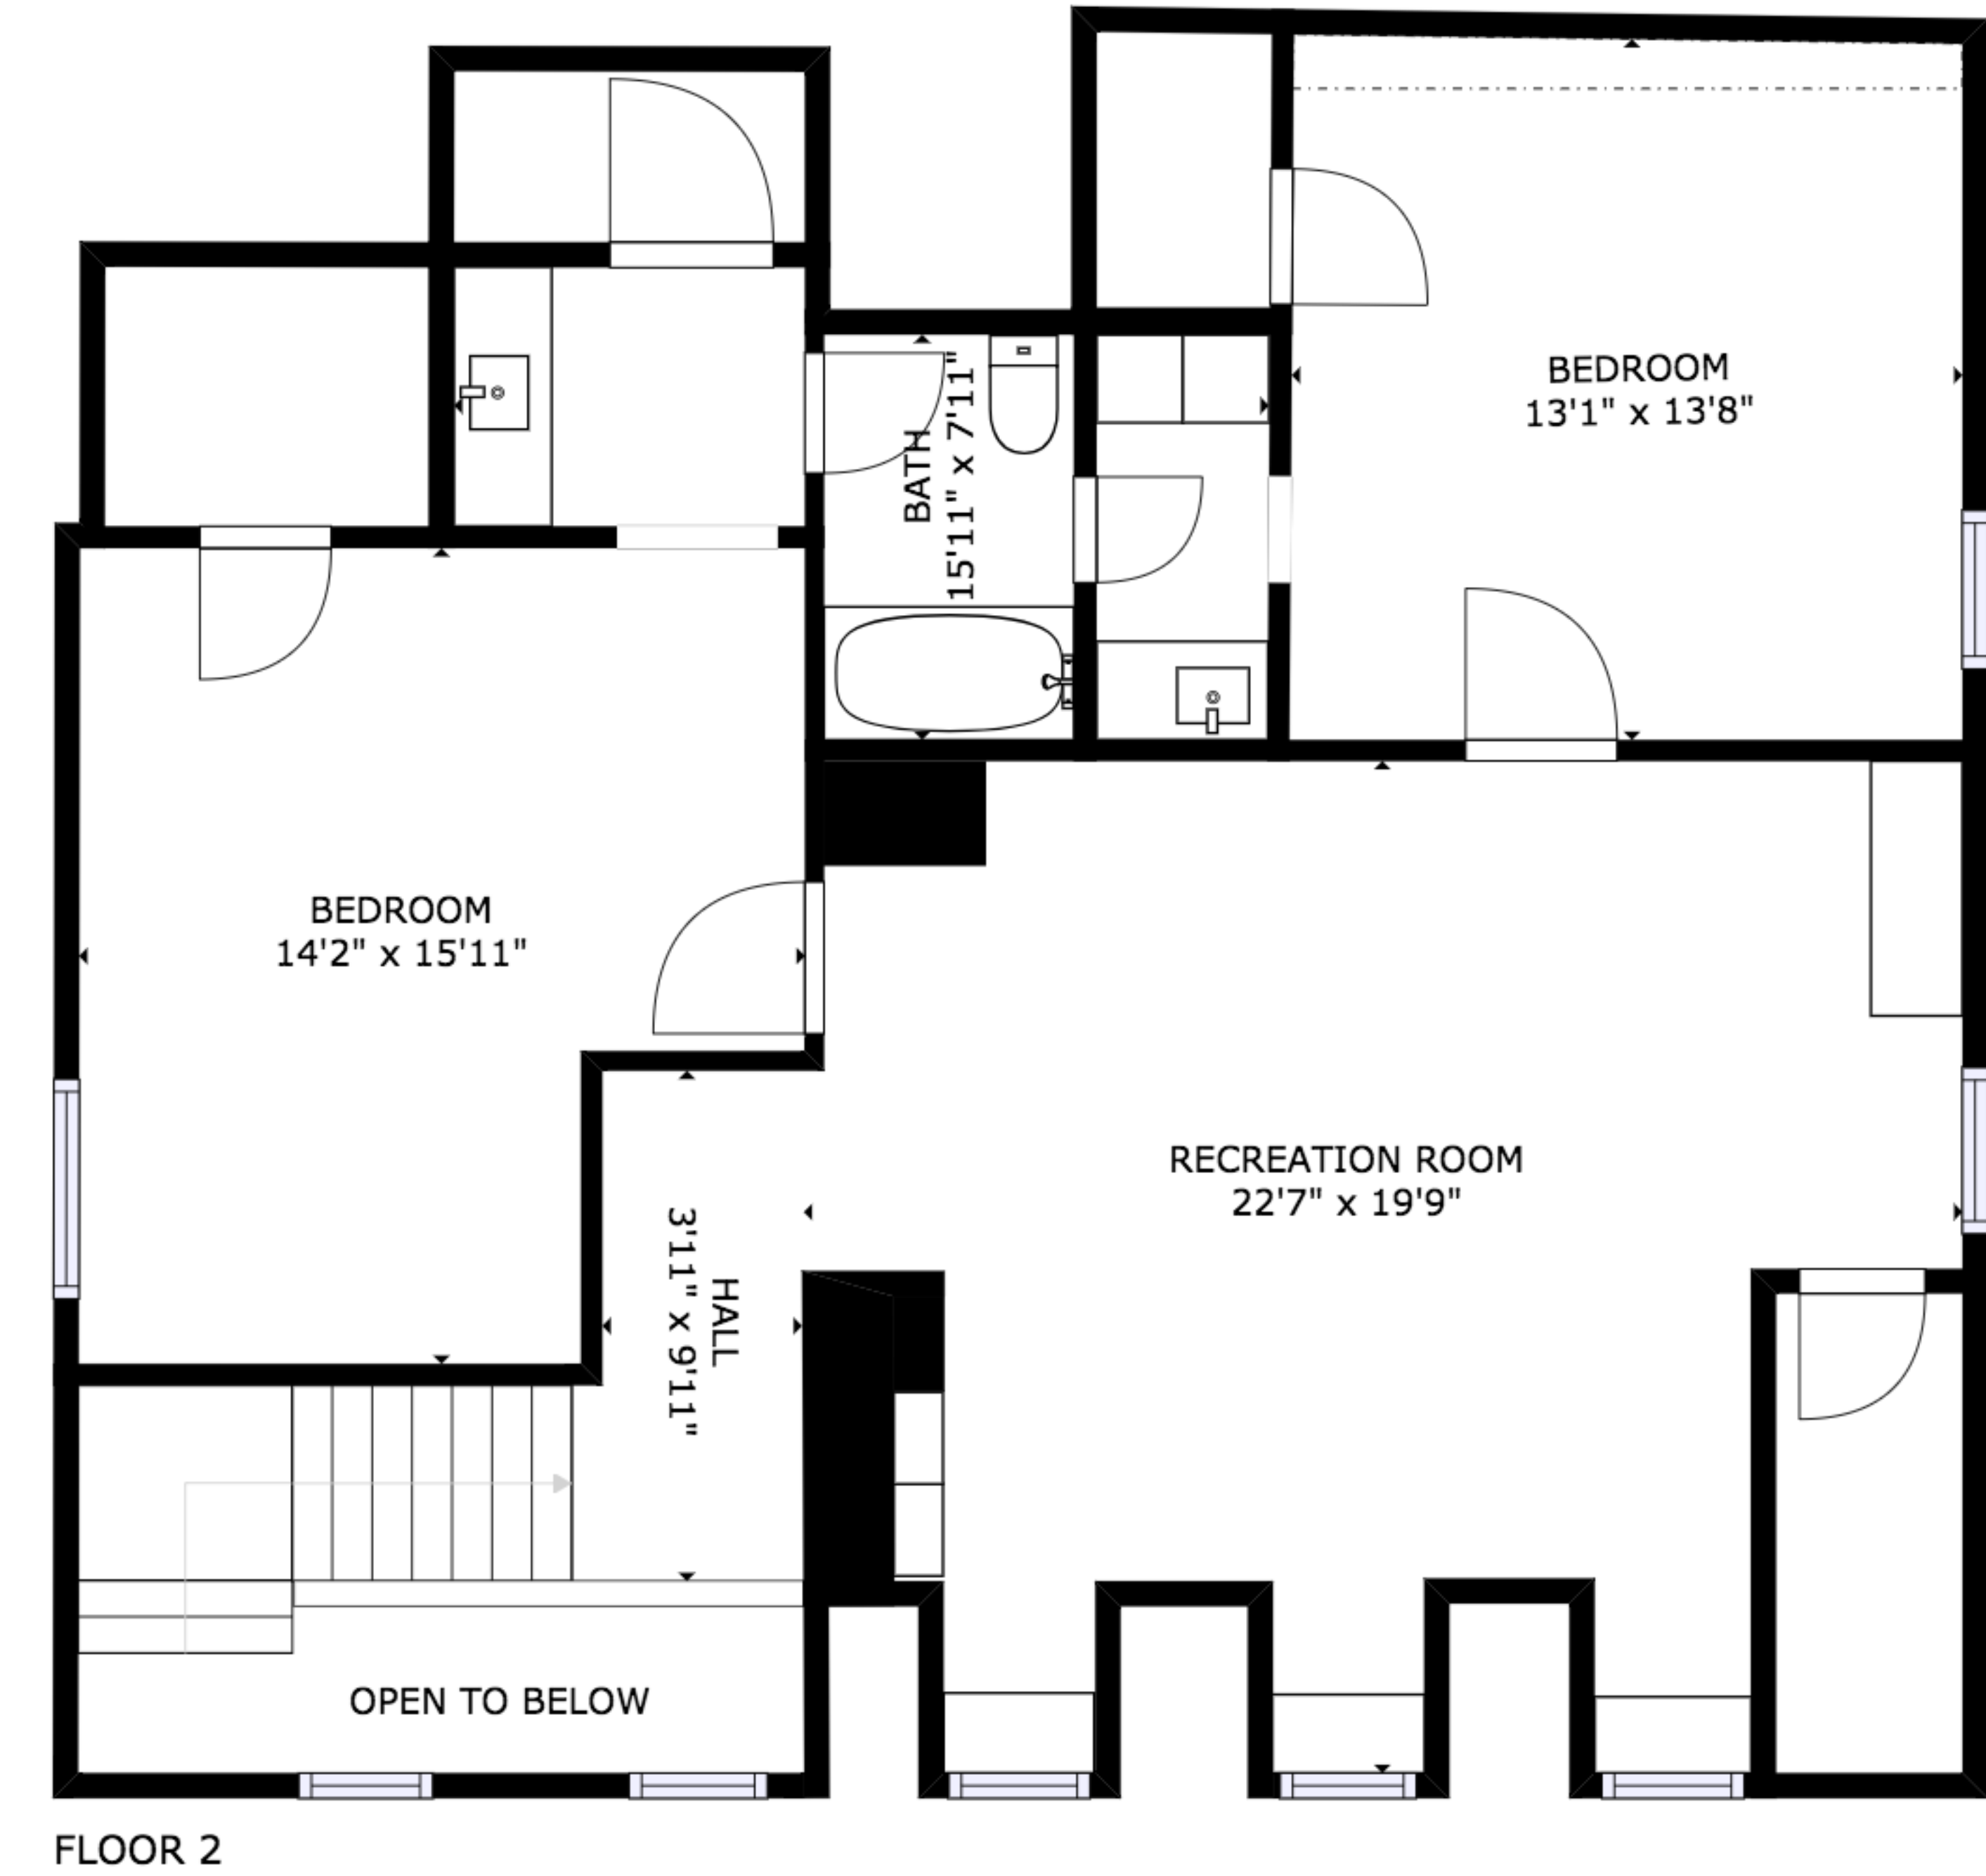 BEDROOM
13'1" x 13'8"
BATH
15'11" x 7'11"
BEDROOM
14'2" x 15'11"
RECREATION ROOM
22'7" x 19'9"
HALL
3'11" x 9'11"
OPEN TO BELOW
FLOOR 2